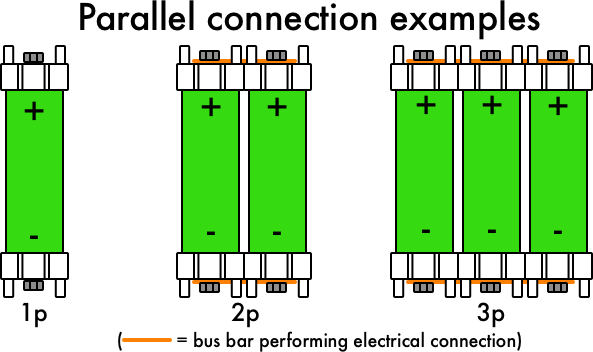 Parallel connection examples
+ + + + + +
- - - - - -
1p 2p 3p
( = bus bar performing electrical connection)